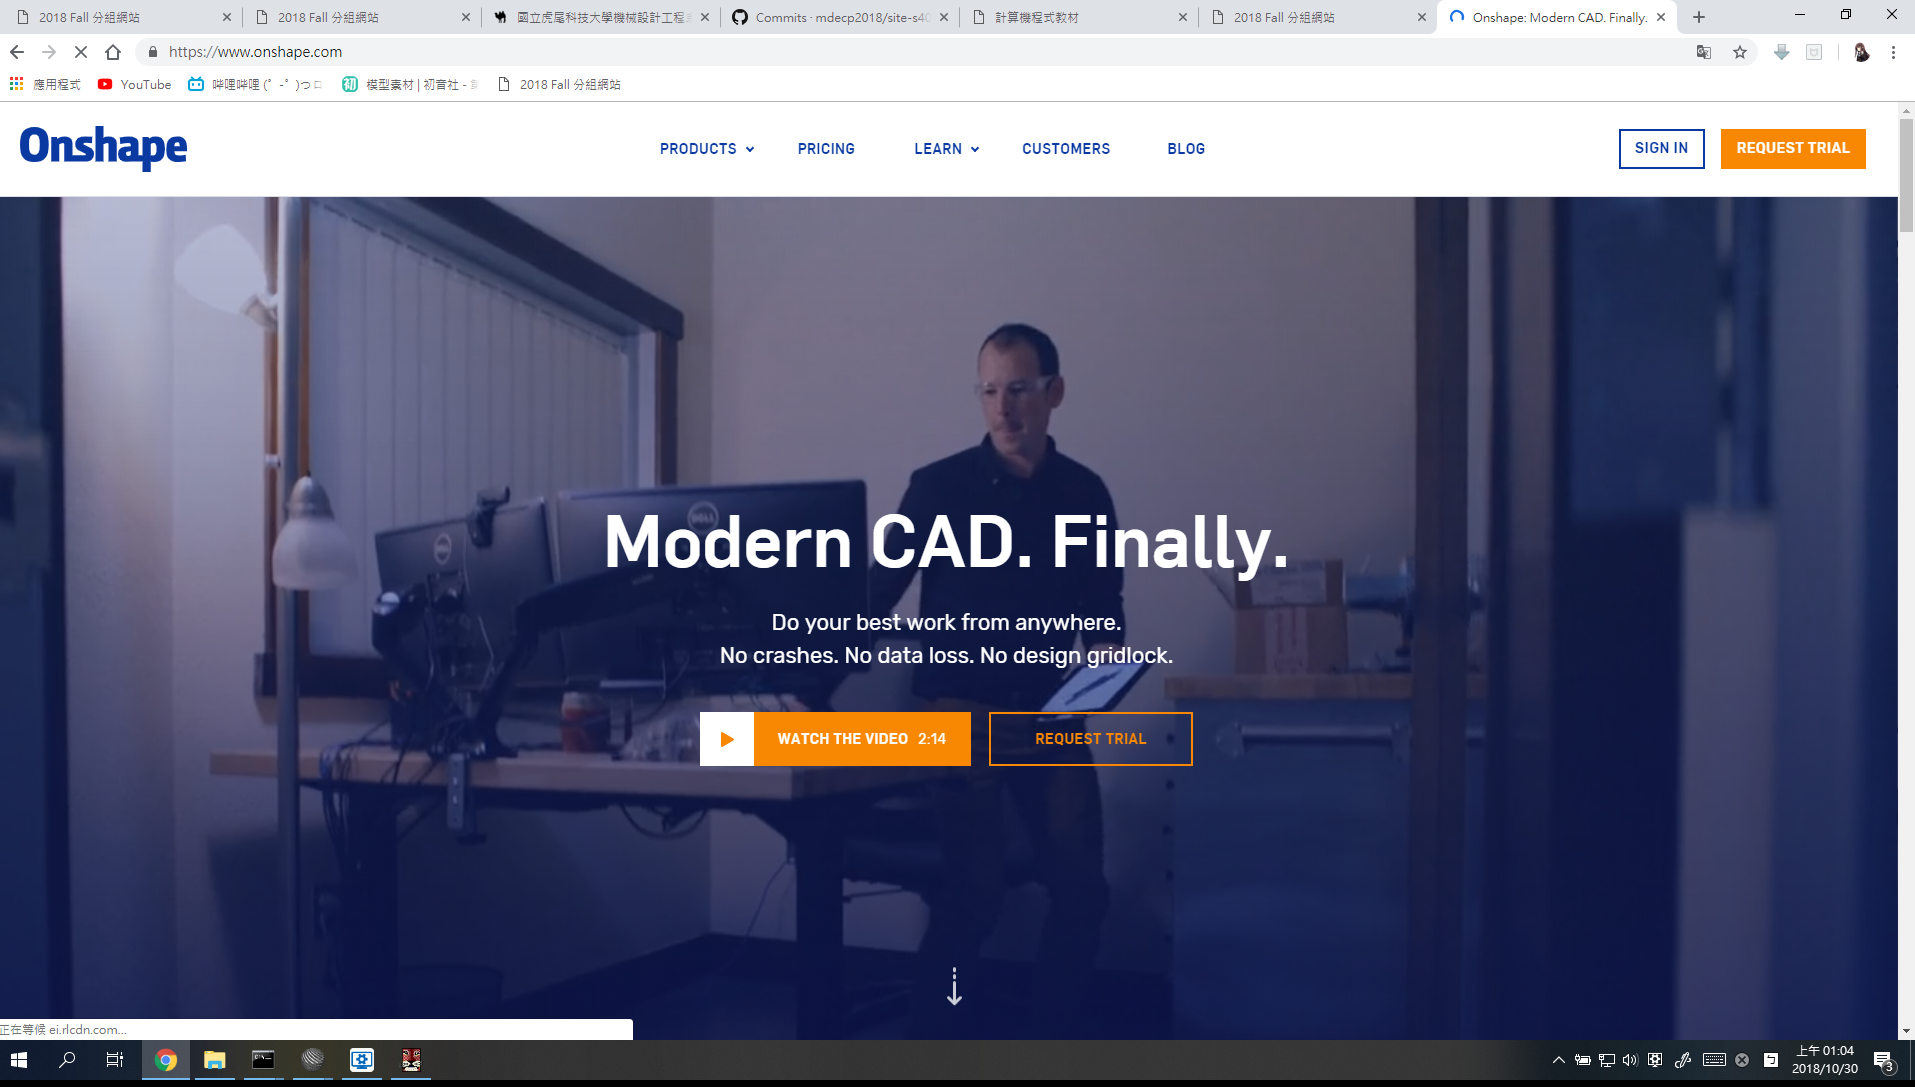 2018 Fall 分組網站
2018 Fall 分組網站
國立虎尾科技大學機械設計工程
Commits · mdecp2018/site-s40
計算機程式教材
2018 Fall 分組網站
Onshape: Modern CAD. Finally.
https://www.onshape.com
應用程式
YouTube
哔哩哔哩 (゜-゜)つロ
模型素材 | 初音社 -
2018 Fall 分組網站
Onshape
PRODUCTS
PRICING
LEARN
CUSTOMERS
BLOG
SIGN IN
REQUEST TRIAL
DELL
Modern CAD. Finally.
Do your best work from anywhere.
No crashes. No data loss. No design gridlock.
WATCH THE VIDEO 2:14
REQUEST TRIAL
正在等候 ei.rlcdn.com...
上午 01:04
2018/10/30
3